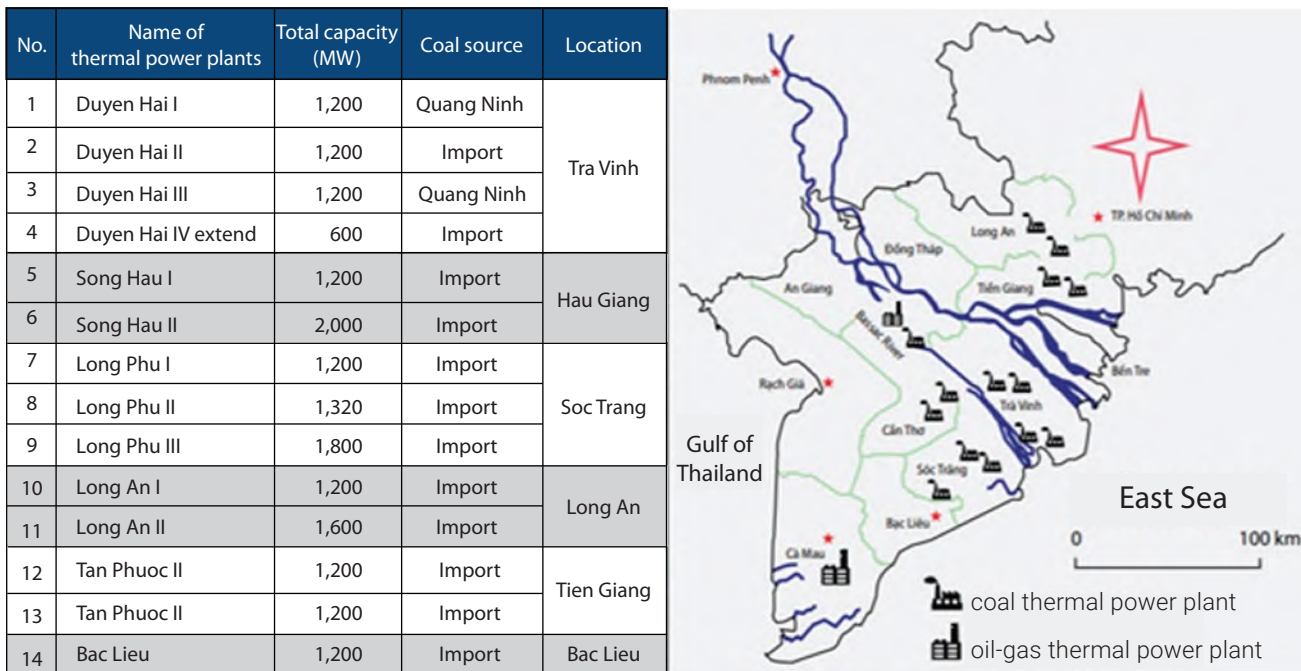 No. Name of thermal power plants Total capacity (MW) Coal source Location
1 Duyen Hai I 1,200 Quang Ninh Tra Vinh
2 Duyen Hai II 1,200 Import
3 Duyen Hai III 1,200 Quang Ninh
4 Duyen Hai IV extend 600 Import
5 Song Hau I 1,200 Import Hau Giang
6 Song Hau II 2,000 Import
7 Long Phu I 1,200 Import Soc Trang
8 Long Phu II 1,320 Import
9 Long Phu III 1,800 Import
10 Long An I 1,200 Import Long An
11 Long An II 1,600 Import
12 Tan Phuoc II 1,200 Import Tien Giang
13 Tan Phuoc II 1,200 Import
14 Bac Lieu 1,200 Import Bac Lieu
Phnom Penh
TP. Hồ Chí Minh
Long An
Đồng Tháp
An Giang
Tiền Giang
Bassac River
Bến Tre
Rạch Giá
Trà Vinh
Cần Thơ
Gulf of
Thailand
Sóc Trăng
East Sea
Bạc Liêu
0 100 km
Cà Mau
coal thermal power plant
oil-gas thermal power plant